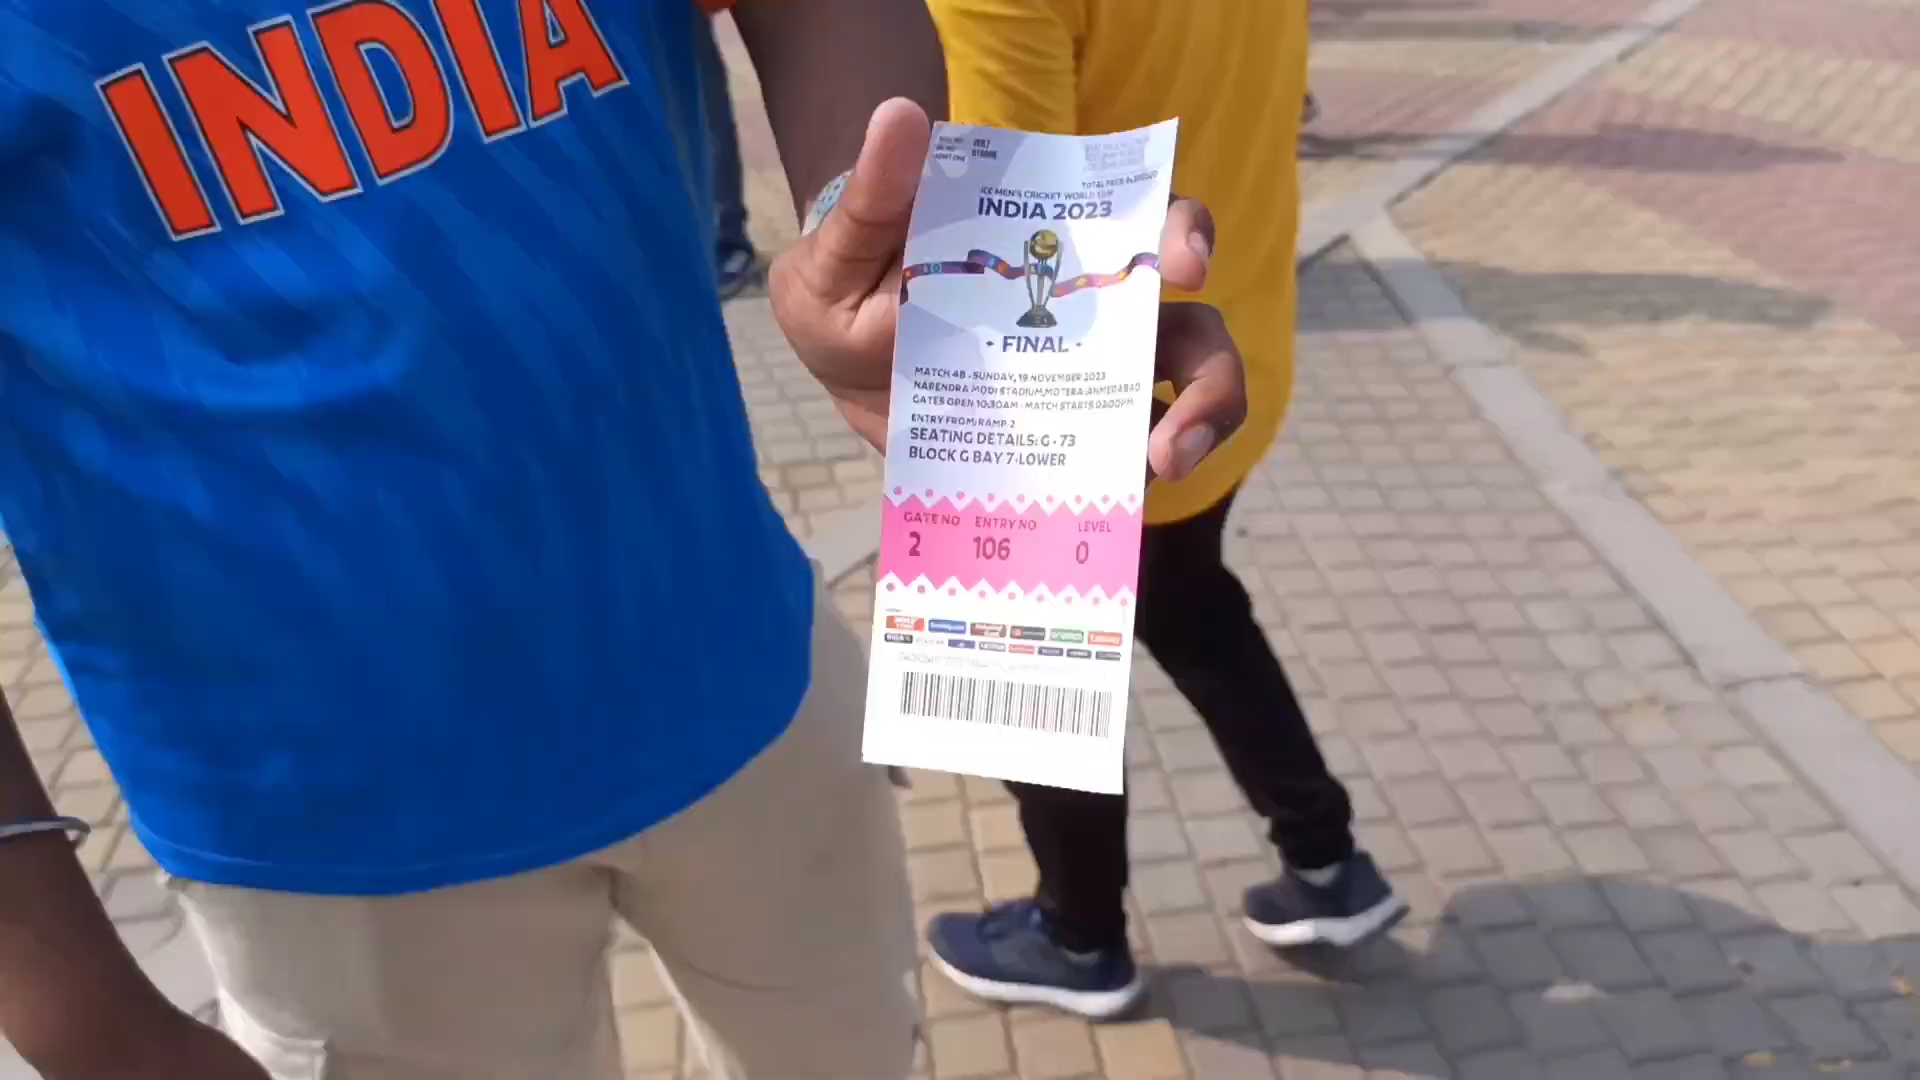 INDIA
ICC MEN'S CRICKET WORLD CUP
INDIA 2023
• FINAL •
MATCH 48 - SUNDAY, 19 NOVEMBER 2023
NARENDRA MODI STADIUM, MOTERA, AHMEDABAD
GATES OPEN 10:30AM - MATCH STARTS 02:00PM
ENTRY FROM: RAMP 2
SEATING DETAILS: G - 73
BLOCK G BAY 7-LOWER
GATE NO ENTRY NO LEVEL
2 106 0